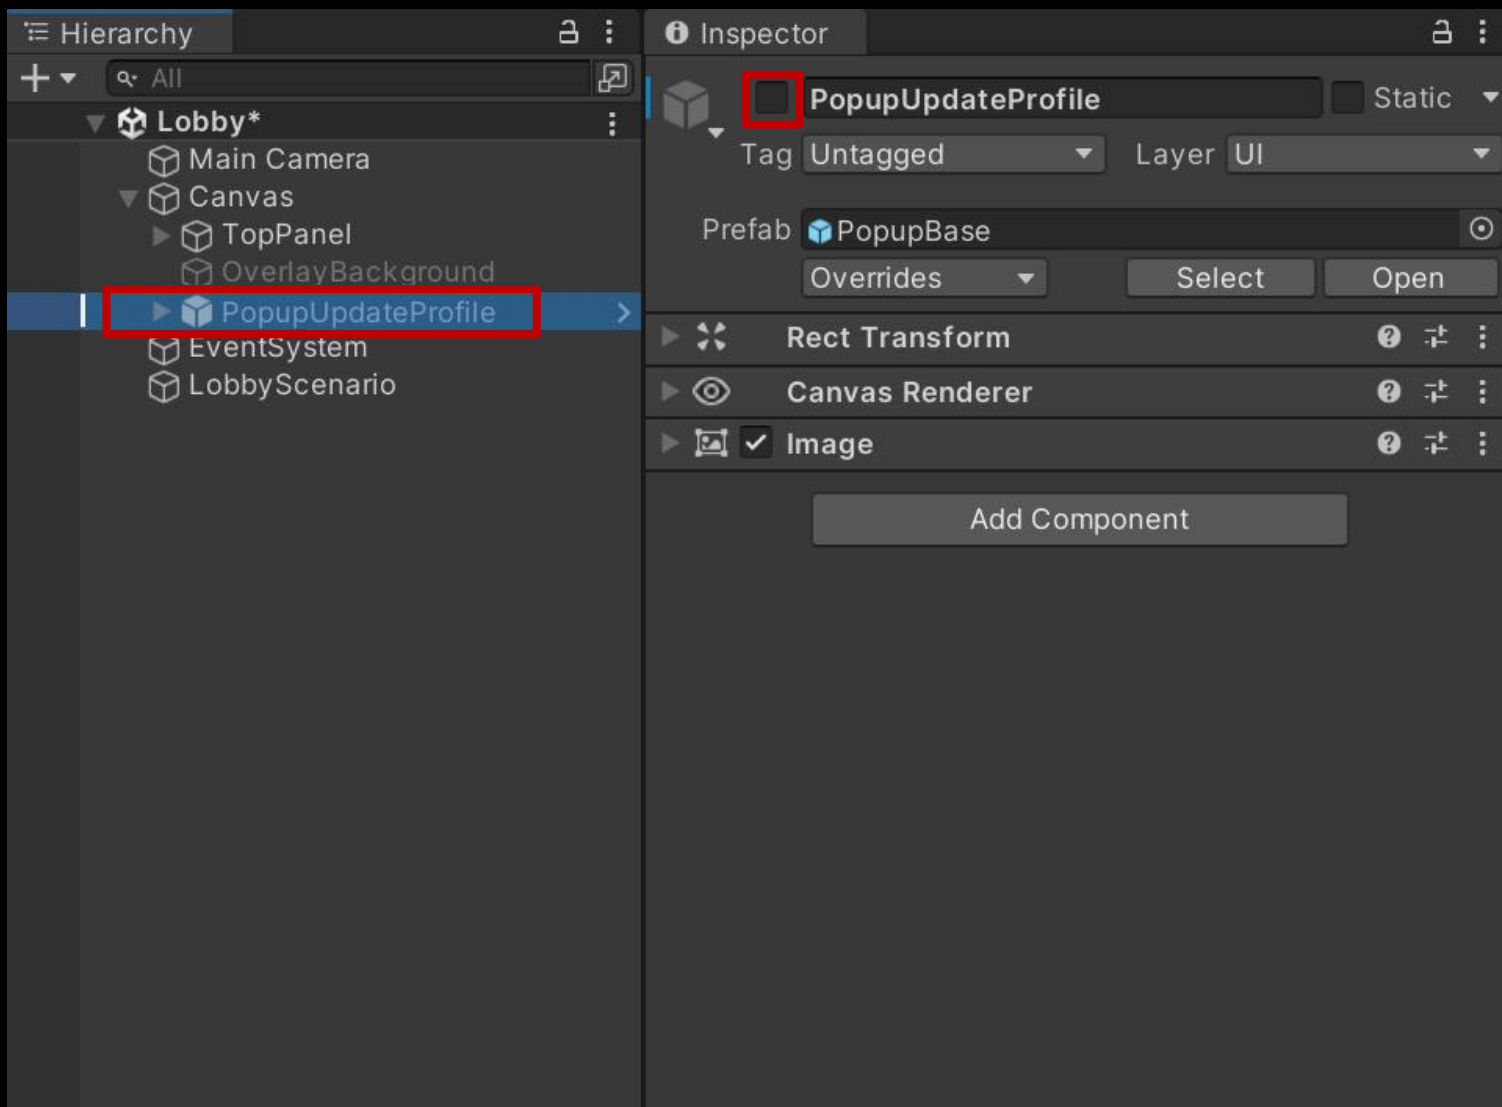 Hierarchy
All
Lobby*
Main Camera
Canvas
TopPanel
OverlayBackground
PopupUpdateProfile
EventSystem
LobbyScenario
Inspector
PopupUpdateProfile Static
Tag Untagged Layer UI
Prefab PopupBase
Overrides Select Open
Rect Transform
Canvas Renderer
Image
Add Component